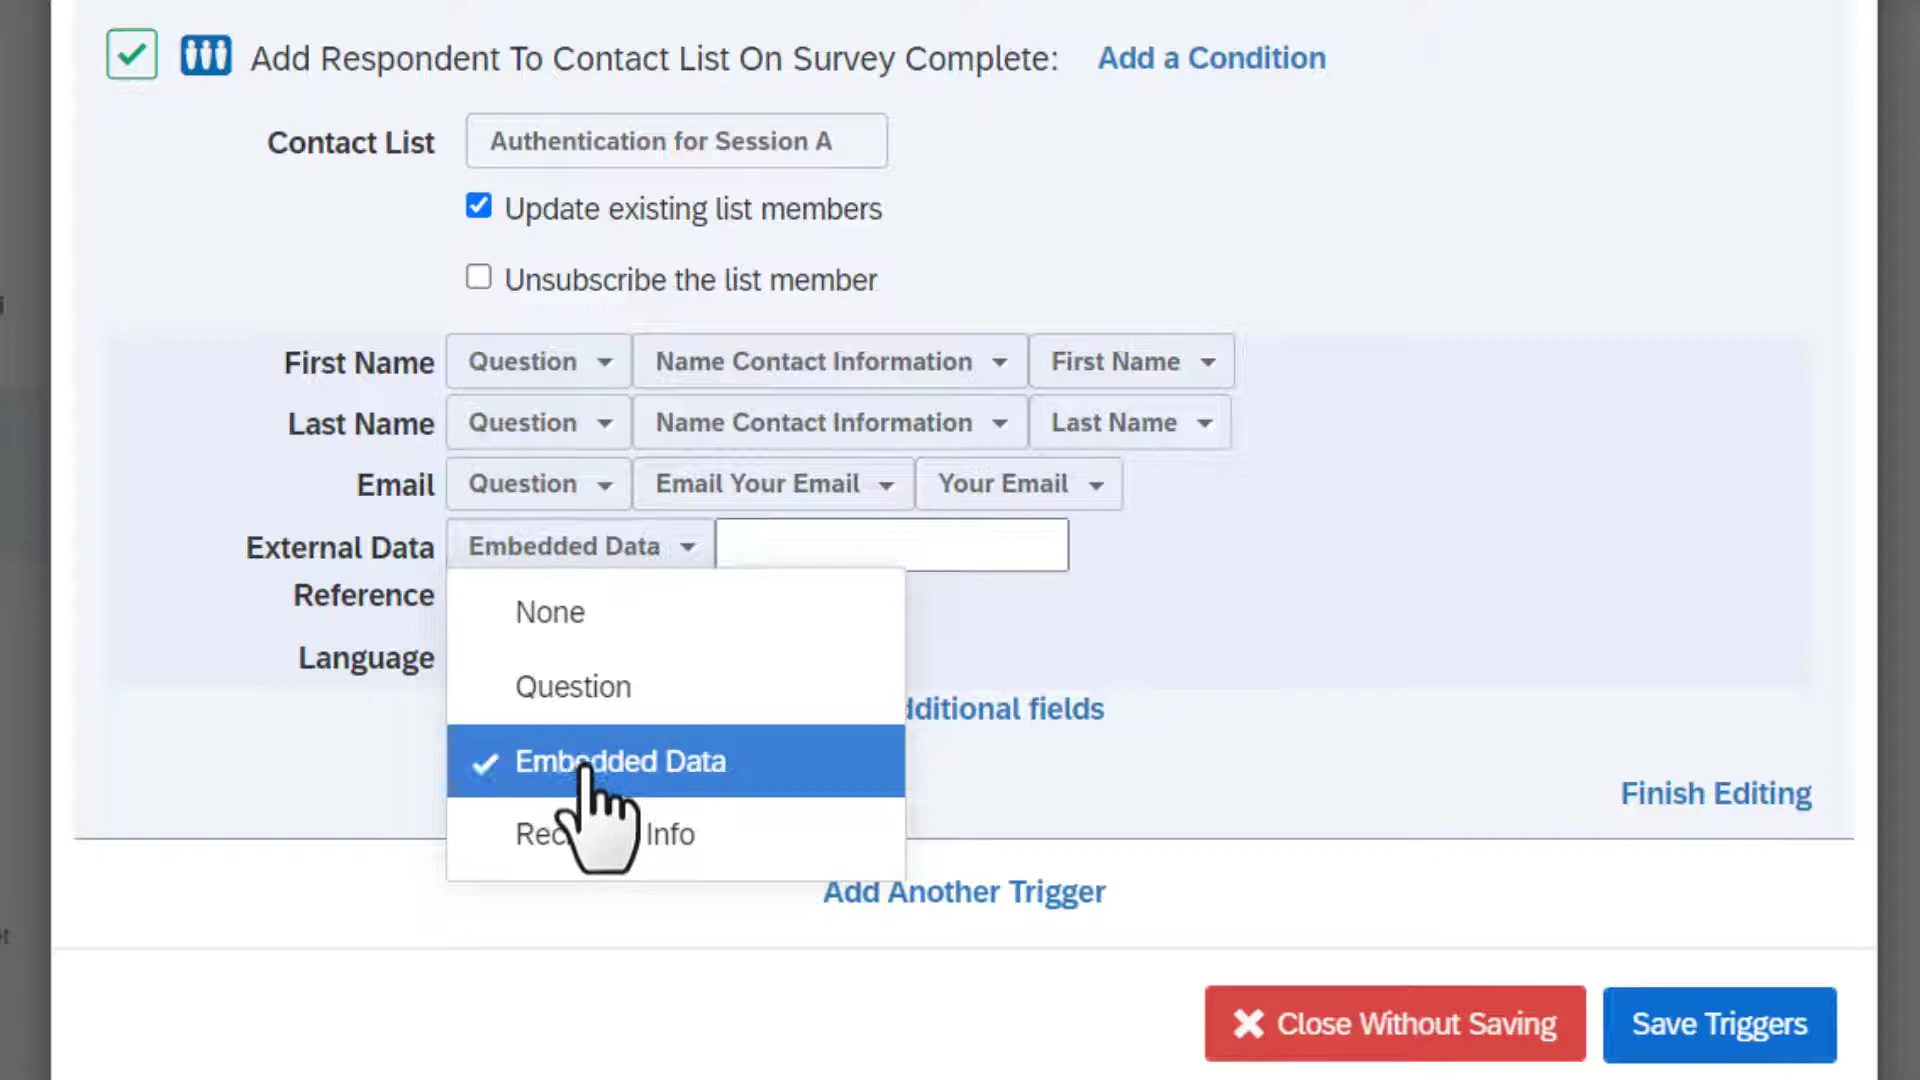 Add Respondent To Contact List On Survey Complete: Add a Condition
Contact List Authentication for Session A
Update existing list members
Unsubscribe the list member
First Name Question Name Contact Information First Name
Last Name Question Name Contact Information Last Name
Email Question Email Your Email Your Email
External Data Reference Embedded Data
None
Question
Embedded Data
Info
Language
dditional fields
Finish Editing
Add Another Trigger
Close Without Saving Save Triggers